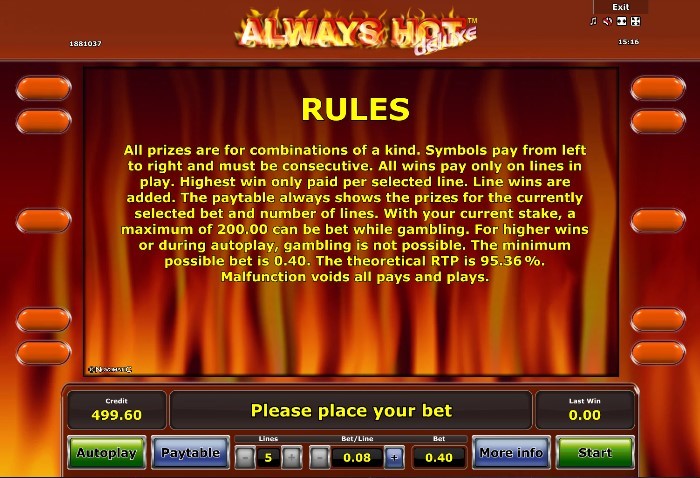 Exit
ALWAYS HOT™
deluxe
1881037
15:16
RULES
All prizes are for combinations of a kind. Symbols pay from left
to right and must be consecutive. All wins pay only on lines in
play. Highest win only paid per selected line. Line wins are
added. The paytable always shows the prizes for the currently
selected bet and number of lines. With your current stake, a
maximum of 200.00 can be bet while gambling. For higher wins
or during autoplay, gambling is not possible. The minimum
possible bet is 0.40. The theoretical RTP is 95.36%.
Malfunction voids all pays and plays.
Credit
499.60
Please place your bet
Last Win
0.00
Autoplay
Paytable
Lines
- 5 +
Bet/Line
- 0.08 +
Bet
0.40
More info
Start